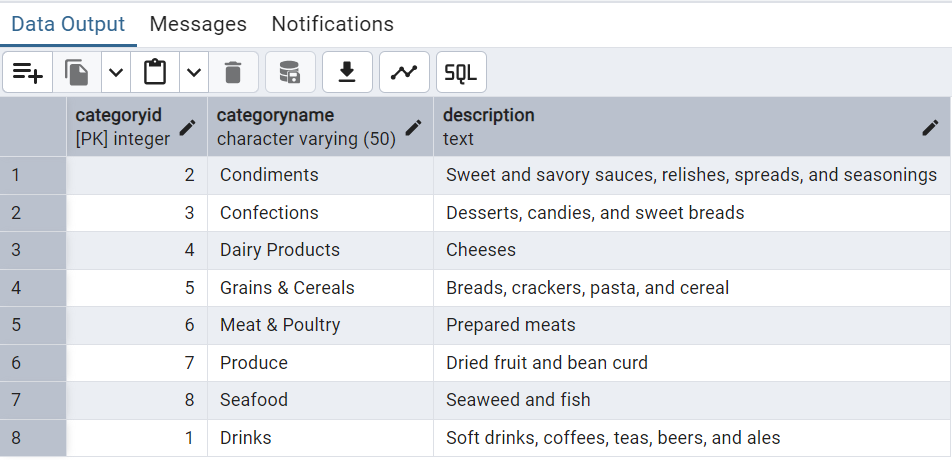 Data Output Messages Notifications
SQL
categoryid categoryname description
[PK] integer character varying (50) text
1 2 Condiments Sweet and savory sauces, relishes, spreads, and seasonings
2 3 Confections Desserts, candies, and sweet breads
3 4 Dairy Products Cheeses
4 5 Grains & Cereals Breads, crackers, pasta, and cereal
5 6 Meat & Poultry Prepared meats
6 7 Produce Dried fruit and bean curd
7 8 Seafood Seaweed and fish
8 1 Drinks Soft drinks, coffees, teas, beers, and ales